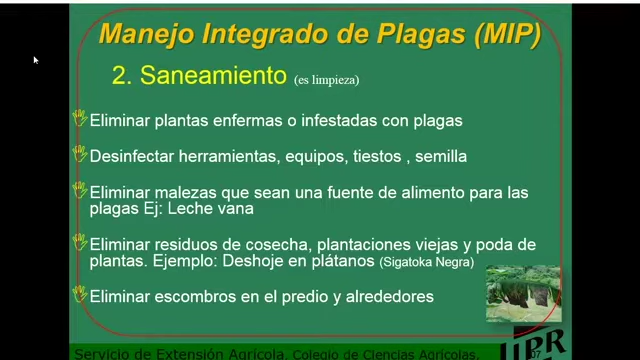 Manejo Integrado de Plagas (MIP)
2. Saneamiento (es limpieza)
Eliminar plantas enfermas o infestadas con plagas
Desinfectar herramientas, equipos, tiestos , semilla
Eliminar malezas que sean una fuente de alimento para las
plagas Ej: Leche vana
Eliminar residuos de cosecha, plantaciones viejas y poda de
plantas. Ejemplo: Deshoje en plátanos (Sigatoka Negra)
Eliminar escombros en el predio y alrededores
Servicio de Extensión Agrícola, Colegio de Ciencias Agrícolas,
UPR